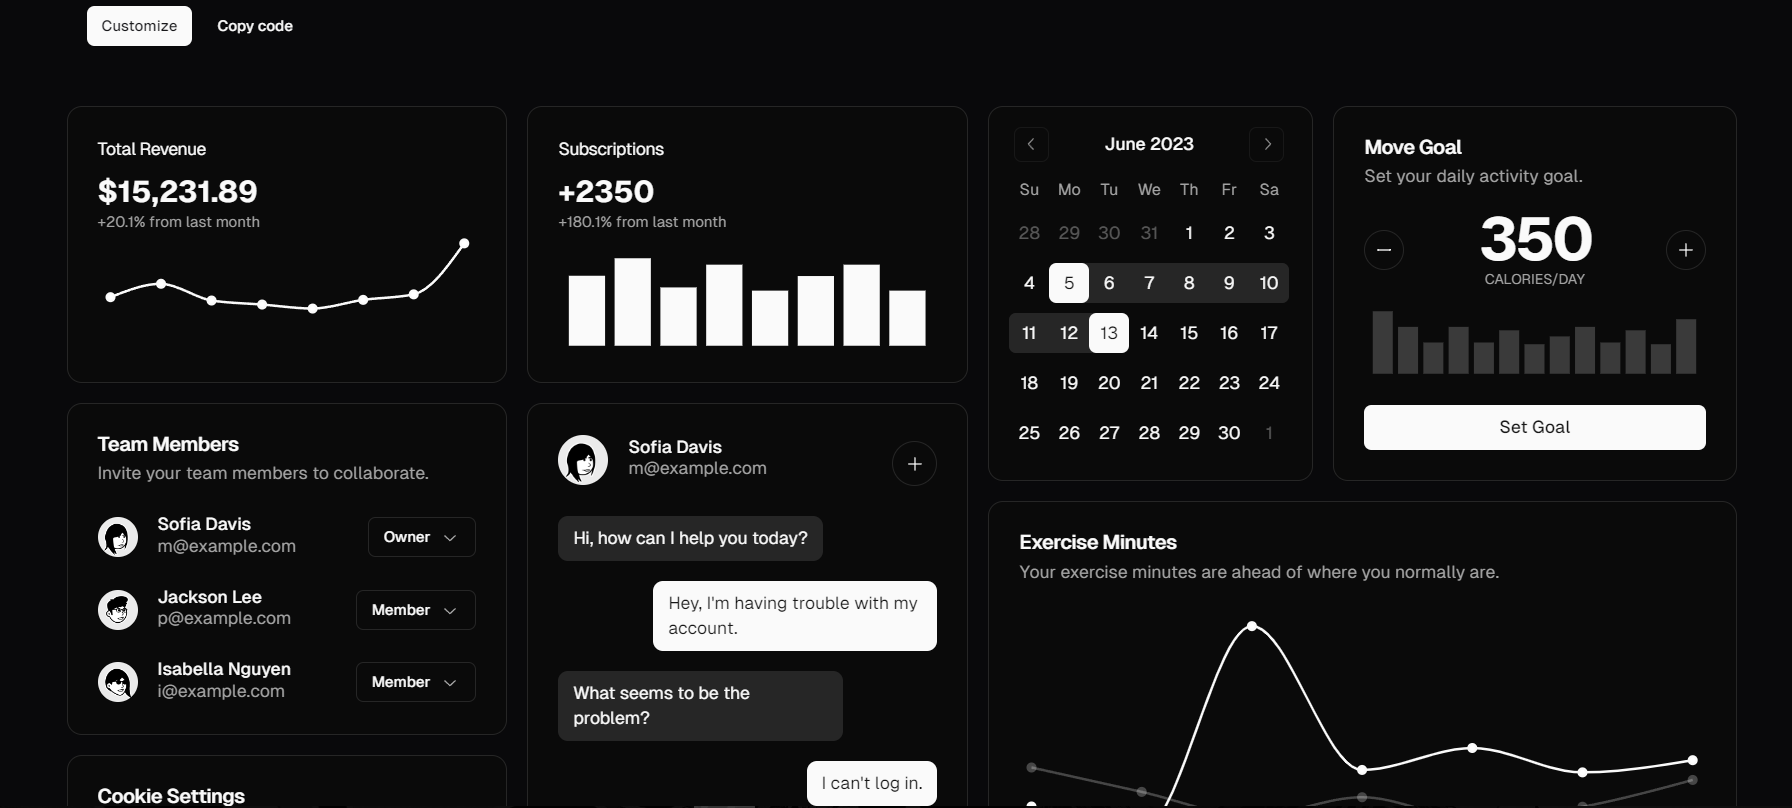 Customize
Copy code
Total Revenue
$15,231.89
+20.1% from last month
Subscriptions
+2350
+180.1% from last month
June 2023
Su Mo Tu We Th Fr Sa
28 29 30 31 1 2 3
4 5 6 7 8 9 10
11 12 13 14 15 16 17
18 19 20 21 22 23 24
25 26 27 28 29 30 1
Move Goal
Set your daily activity goal.
350
CALORIES/DAY
Set Goal
Team Members
Invite your team members to collaborate.
Sofia Davis
m@example.com
Owner
Jackson Lee
p@example.com
Member
Isabella Nguyen
i@example.com
Member
Cookie Settings
Sofia Davis
m@example.com
Hi, how can I help you today?
Hey, I'm having trouble with my
account.
What seems to be the
problem?
I can't log in.
Exercise Minutes
Your exercise minutes are ahead of where you normally are.